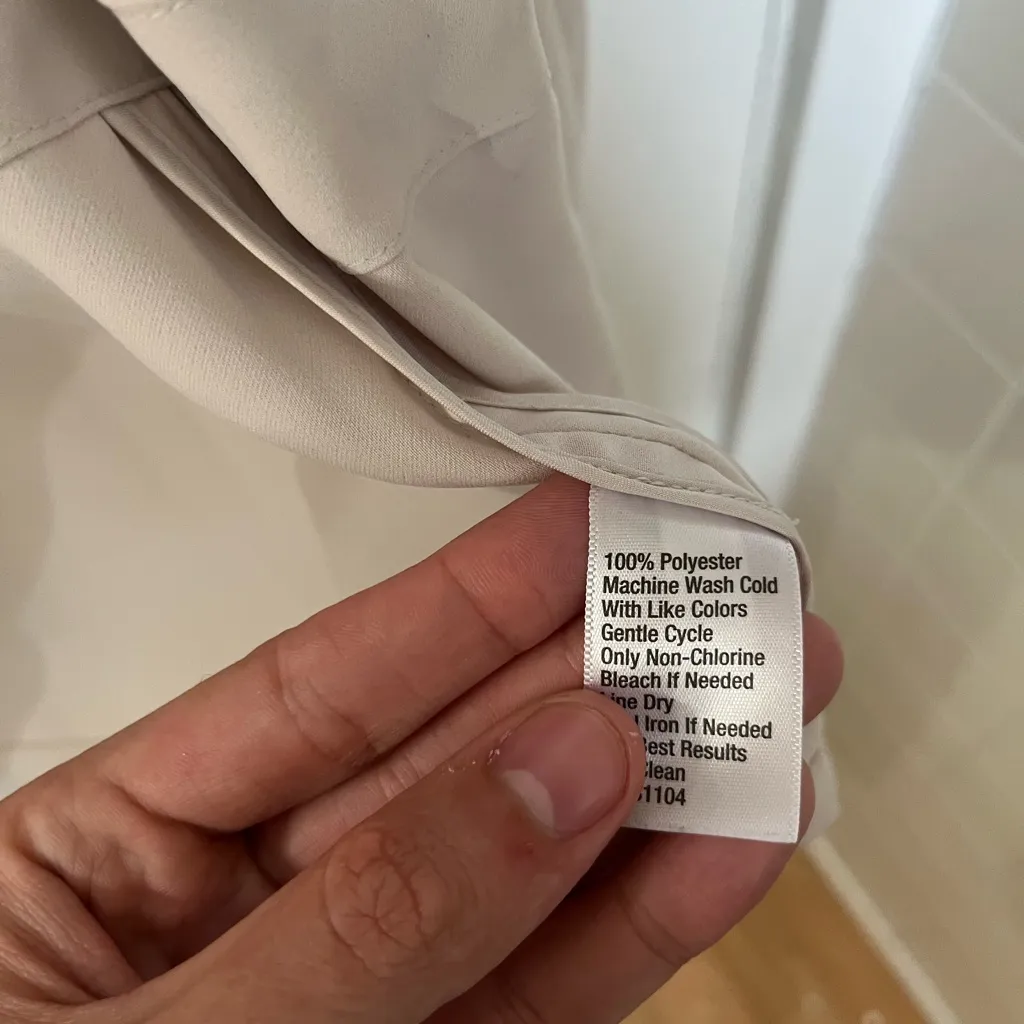 100% Polyester
Machine Wash Cold
With Like Colors
Gentle Cycle
Only Non-Chlorine
Bleach If Needed
Dry
Iron If Needed
Results